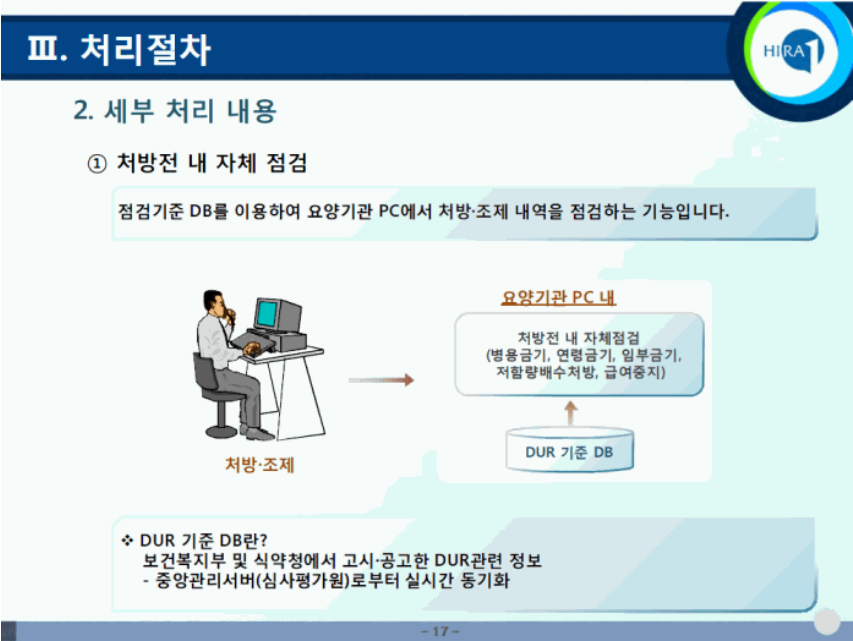 Ⅲ. 처리절차
HIRA
2. 세부 처리 내용
① 처방전 내 자체 점검
점검기준 DB를 이용하여 요양기관 PC에서 처방·조제 내역을 점검하는 기능입니다.
요양기관 PC 내
처방전 내 자체점검
(병용금기, 연령금기, 임부금기,
저함량배수처방, 급여중지)
DUR 기준 DB
처방·조제
❖ DUR 기준 DB란?
보건복지부 및 식약청에서 고시·공고한 DUR관련 정보
- 중앙관리서버(심사평가원)로부터 실시간 동기화
- 17 -